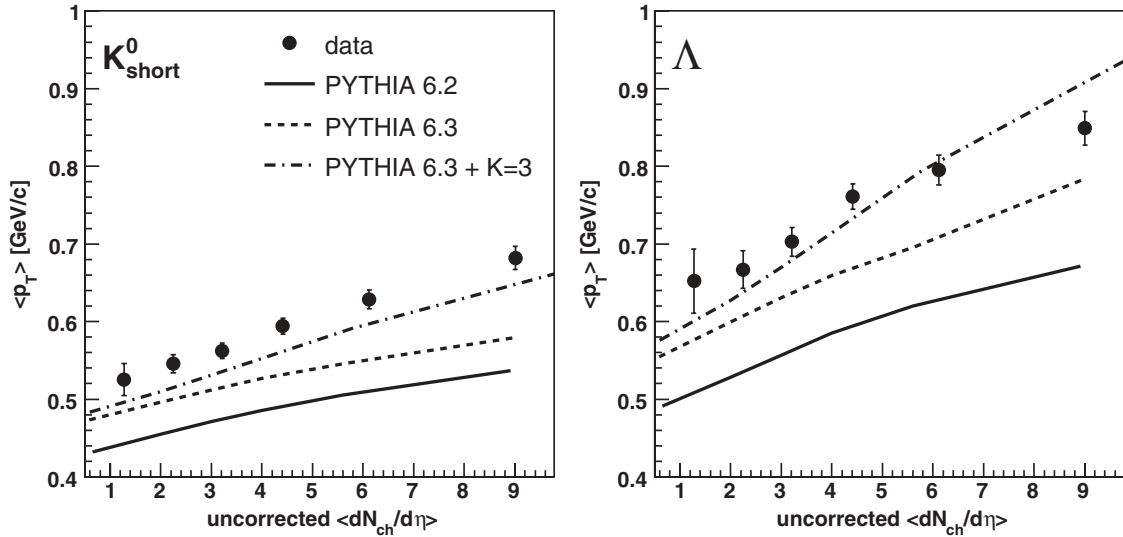 K⁰short
data
PYTHIA 6.2
PYTHIA 6.3
PYTHIA 6.3 + K=3
<pT> [GeV/c]
1
0.9
0.8
0.7
0.6
0.5
0.4
1 2 3 4 5 6 7 8 9
uncorrected <dNch/dη>
Λ
<pT> [GeV/c]
1
0.9
0.8
0.7
0.6
0.5
0.4
1 2 3 4 5 6 7 8 9
uncorrected <dNch/dη>